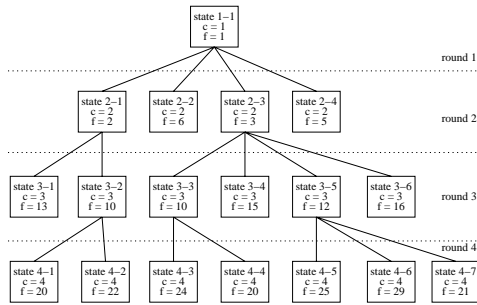 state 1–1
c = 1
f = 1
round 1
state 2–1
c = 2
f = 2
state 2–2
c = 2
f = 6
state 2–3
c = 2
f = 3
state 2–4
c = 2
f = 5
round 2
state 3–1
c = 3
f = 13
state 3–2
c = 3
f = 10
state 3–3
c = 3
f = 10
state 3–4
c = 3
f = 15
state 3–5
c = 3
f = 12
state 3–6
c = 3
f = 16
round 3
round 4
state 4–1
c = 4
f = 20
state 4–2
c = 4
f = 22
state 4–3
c = 4
f = 24
state 4–4
c = 4
f = 20
state 4–5
c = 4
f = 25
state 4–6
c = 4
f = 29
state 4–7
c = 4
f = 21